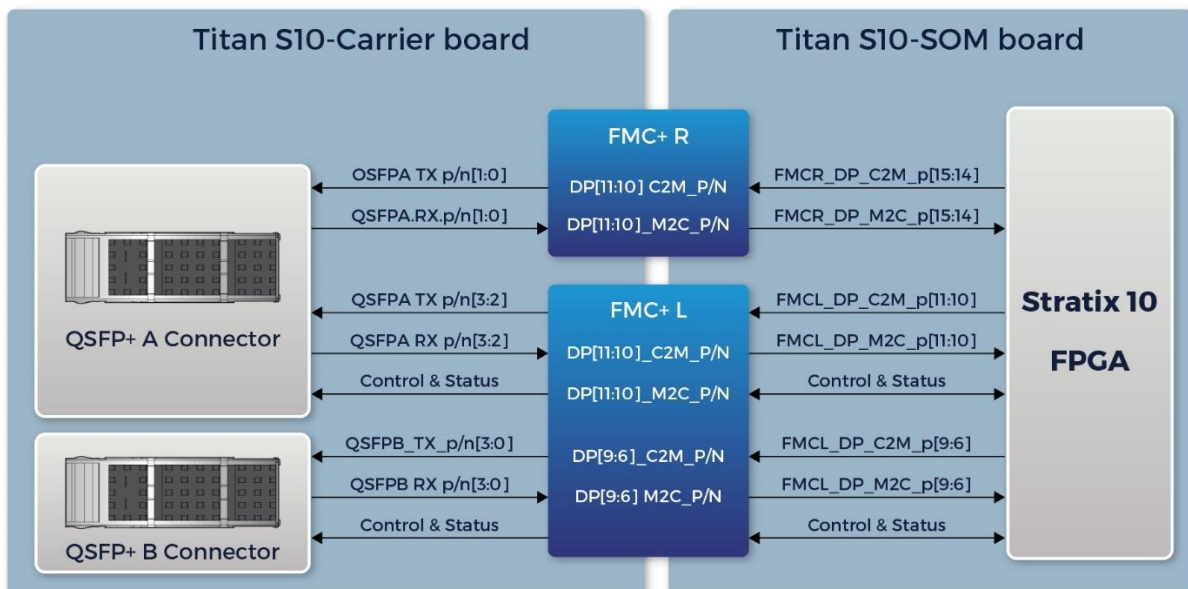 Titan S10-Carrier board
Titan S10-SOM board
FMC+ R
OSFPA TX p/n[1:0]
DP[11:10] C2M_P/N
FMCR_DP_C2M_p[15:14]
QSFPA.RX.p/n[1:0]
DP[11:10]_M2C_P/N
FMCR_DP_M2C_p[15:14]
QSFP+ A Connector
QSFPA TX p/n[3:2]
FMC+ L
FMCL_DP_C2M_p[11:10]
QSFPA RX p/n[3:2]
DP[11:10]_C2M_P/N
FMCL_DP_M2C_p[11:10]
Control & Status
DP[11:10]_M2C_P/N
Control & Status
Stratix 10
FPGA
QSFPB_TX_p/n[3:0]
DP[9:6]_C2M_P/N
FMCL_DP_C2M_p[9:6]
QSFPB RX p/n[3:0]
DP[9:6] M2C_P/N
FMCL_DP_M2C_p[9:6]
Control & Status
Control & Status
QSFP+ B Connector